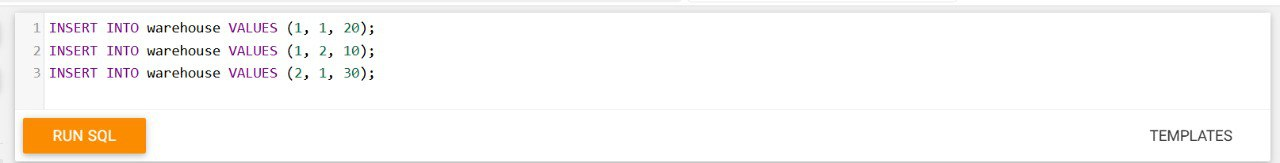 1 INSERT INTO warehouse VALUES (1, 1, 20);
2 INSERT INTO warehouse VALUES (1, 2, 10);
3 INSERT INTO warehouse VALUES (2, 1, 30);
RUN SQL
TEMPLATES